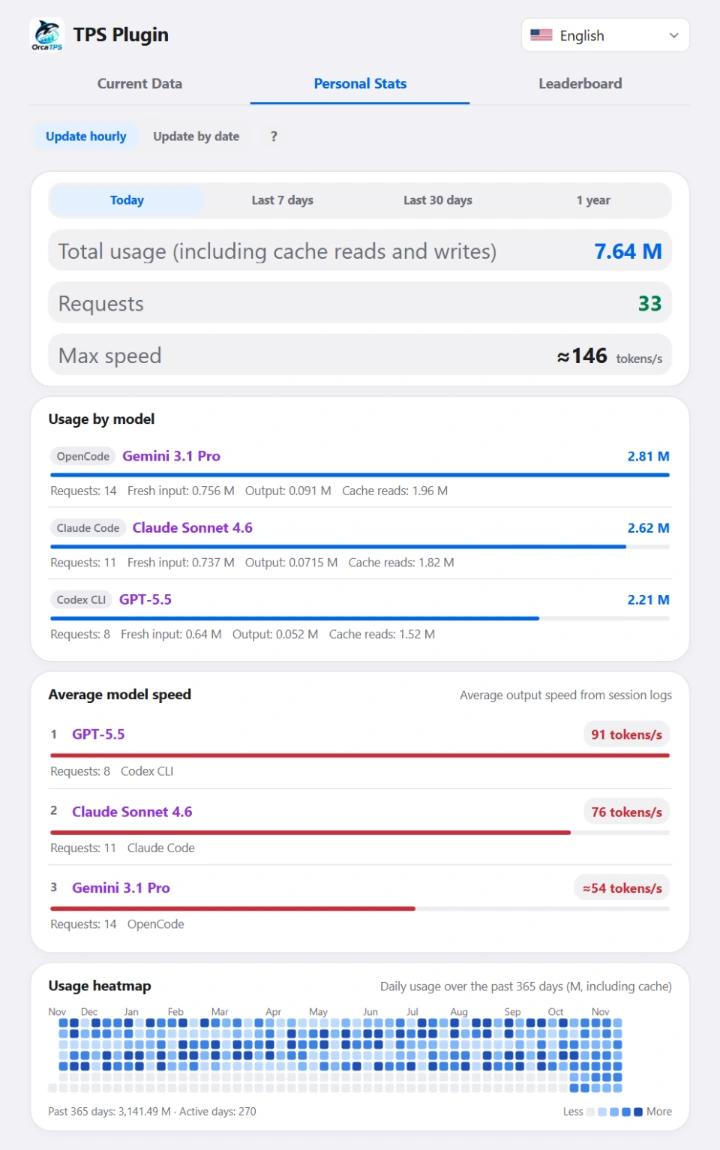 OrcaTPS
TPS Plugin
English
Current Data Personal Stats Leaderboard
Update hourly Update by date ?
Today Last 7 days Last 30 days 1 year
Total usage (including cache reads and writes) 7.64 M
Requests 33
Max speed ≈146 tokens/s
Usage by model
OpenCode Gemini 3.1 Pro 2.81 M
Requests: 14 Fresh input: 0.756 M Output: 0.091 M Cache reads: 1.96 M
Claude Code Claude Sonnet 4.6 2.62 M
Requests: 11 Fresh input: 0.737 M Output: 0.0715 M Cache reads: 1.82 M
Codex CLI GPT-5.5 2.21 M
Requests: 8 Fresh input: 0.64 M Output: 0.052 M Cache reads: 1.52 M
Average model speed Average output speed from session logs
1 GPT-5.5 91 tokens/s
Requests: 8 Codex CLI
2 Claude Sonnet 4.6 76 tokens/s
Requests: 11 Claude Code
3 Gemini 3.1 Pro ≈54 tokens/s
Requests: 14 OpenCode
Usage heatmap Daily usage over the past 365 days (M, including cache)
Nov Dec Jan Feb Mar Apr May Jun Jul Aug Sep Oct Nov
Past 365 days: 3,141.49 M · Active days: 270 Less More